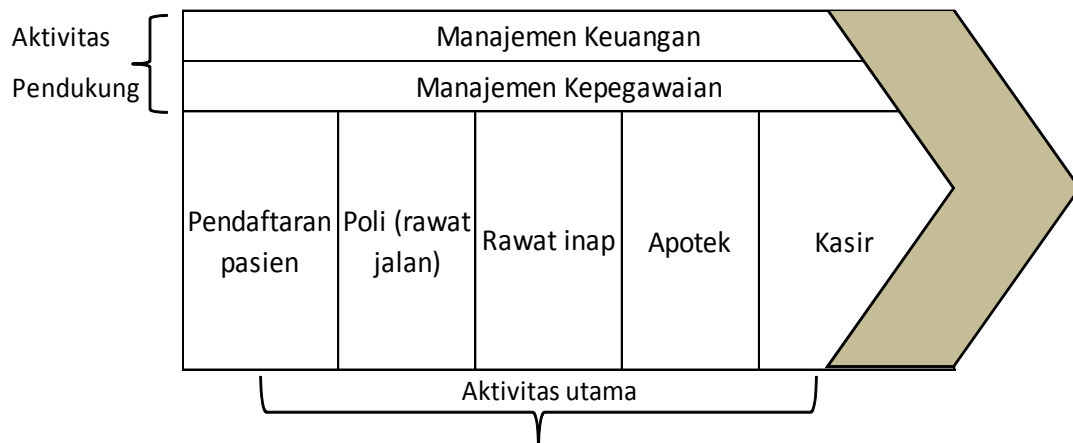 Aktivitas
Pendukung
Manajemen Keuangan
Manajemen Kepegawaian
Pendaftaran
pasien
Poli (rawat
jalan)
Rawat inap
Apotek
Kasir
Aktivitas utama